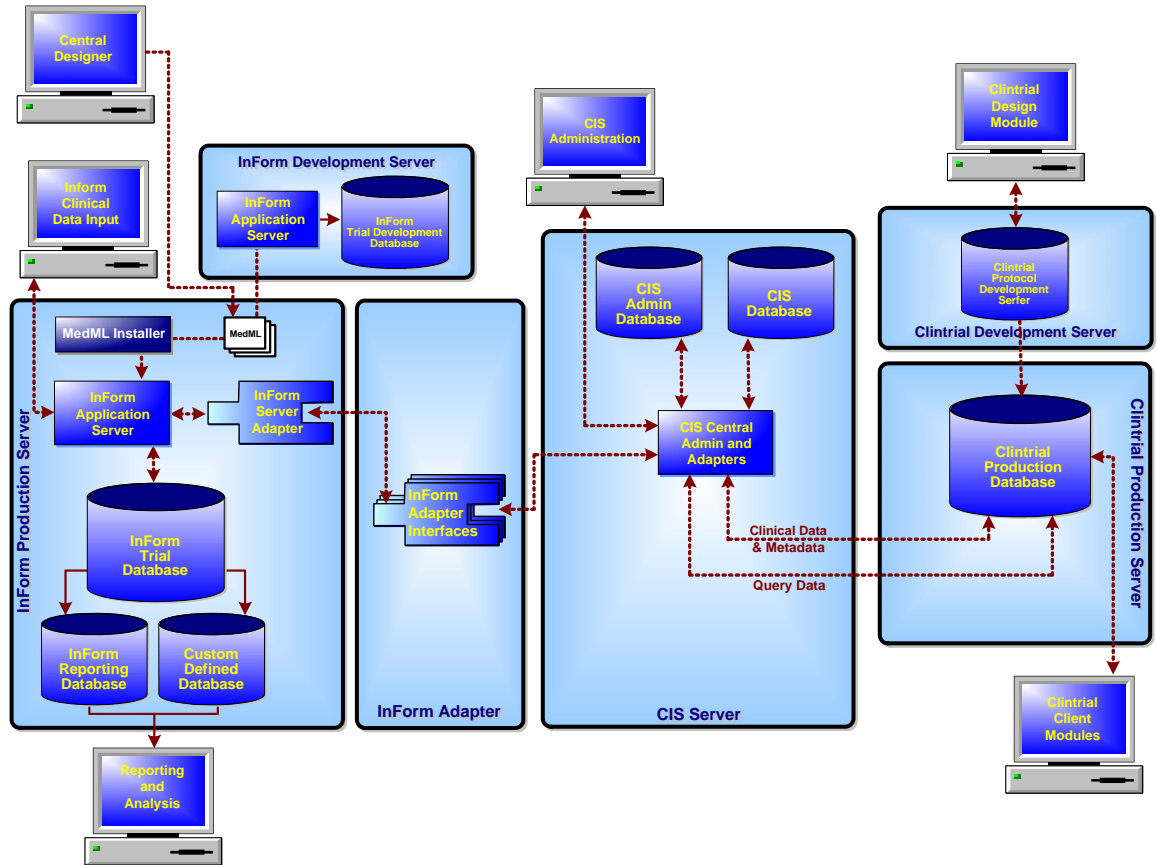 Central
Designer
Inform
Clinical
Data Input
InForm Development Server
InForm
Application
Server
InForm
Trial Development
Database
CIS
Administration
Clintrial
Design
Module
Clintrial
Protocol
Development
Serfer
Clintrial Development Server
MedML Installer
MedML
InForm
Application
Server
InForm
Server
Adapter
InForm
Trial
Database
InForm
Reporting
Database
Custom
Defined
Database
InForm Production Server
Reporting
and
Analysis
InForm
Adapter
Interfaces
InForm Adapter
CIS
Admin
Database
CIS
Database
CIS Central
Admin and
Adapters
Clinical Data
& Metadata
Query Data
CIS Server
Clintrial
Production
Database
Clintrial Production Server
Clintrial
Client
Modules